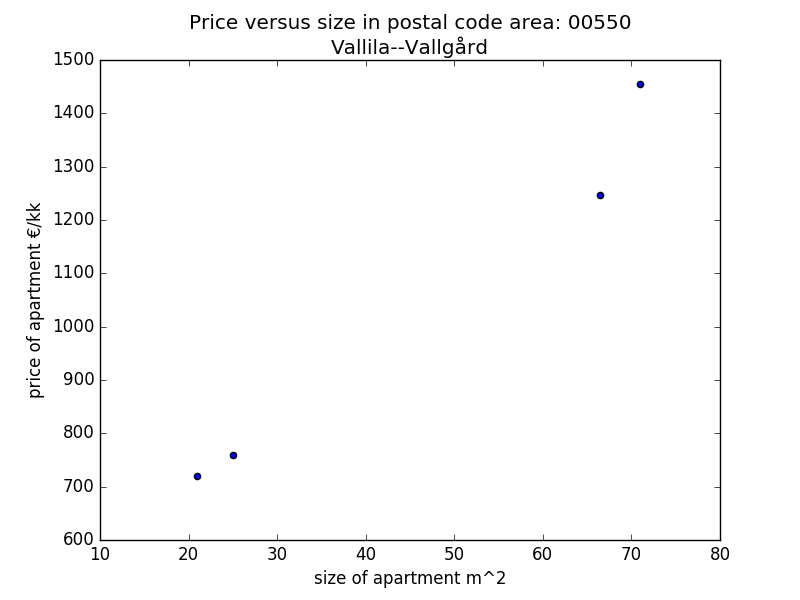 Price versus size in postal code area: 00550
Vallila--Vallgård
1500
1400
1300
1200
1100
1000
900
800
700
600
price of apartment €/kk
10 20 30 40 50 60 70 80
size of apartment m^2